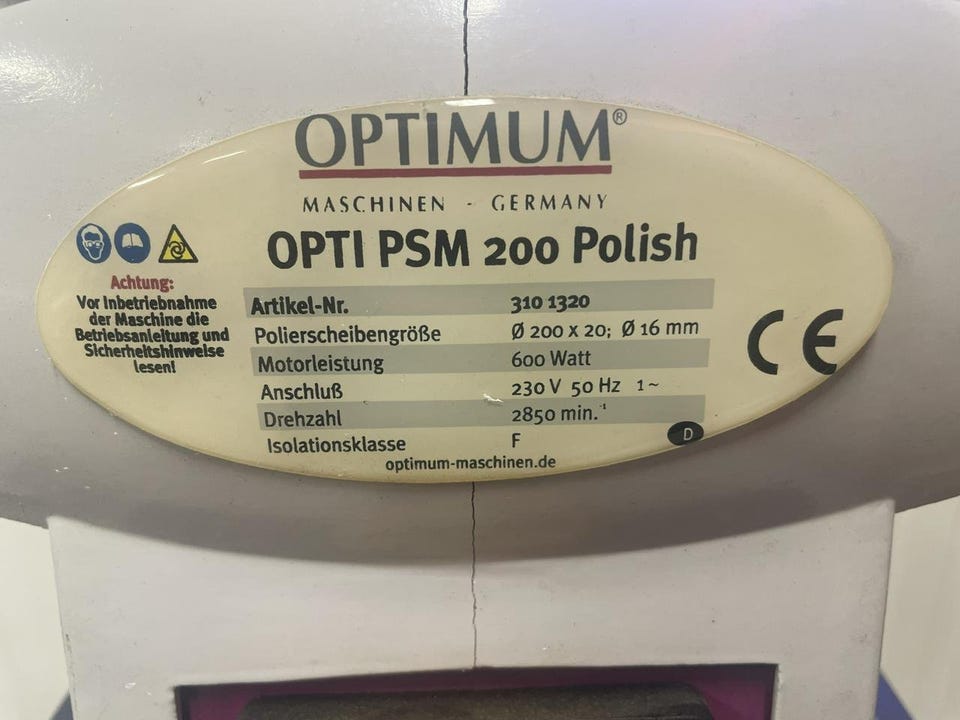 OPTIMUM®
MASCHINEN - GERMANY
OPTI PSM 200 Polish
Achtung:
Vor Inbetriebnahme
der Maschine die
Betriebsanleitung und
Sicherheitshinweise
lesen!
Artikel-Nr. 310 1320
Polierscheibengröße Ø 200 x 20; Ø 16 mm
Motorleistung 600 Watt
Anschluß 230 V 50 Hz 1~
Drehzahl 2850 min.⁻¹
Isolationsklasse F
optimum-maschinen.de
D
CE